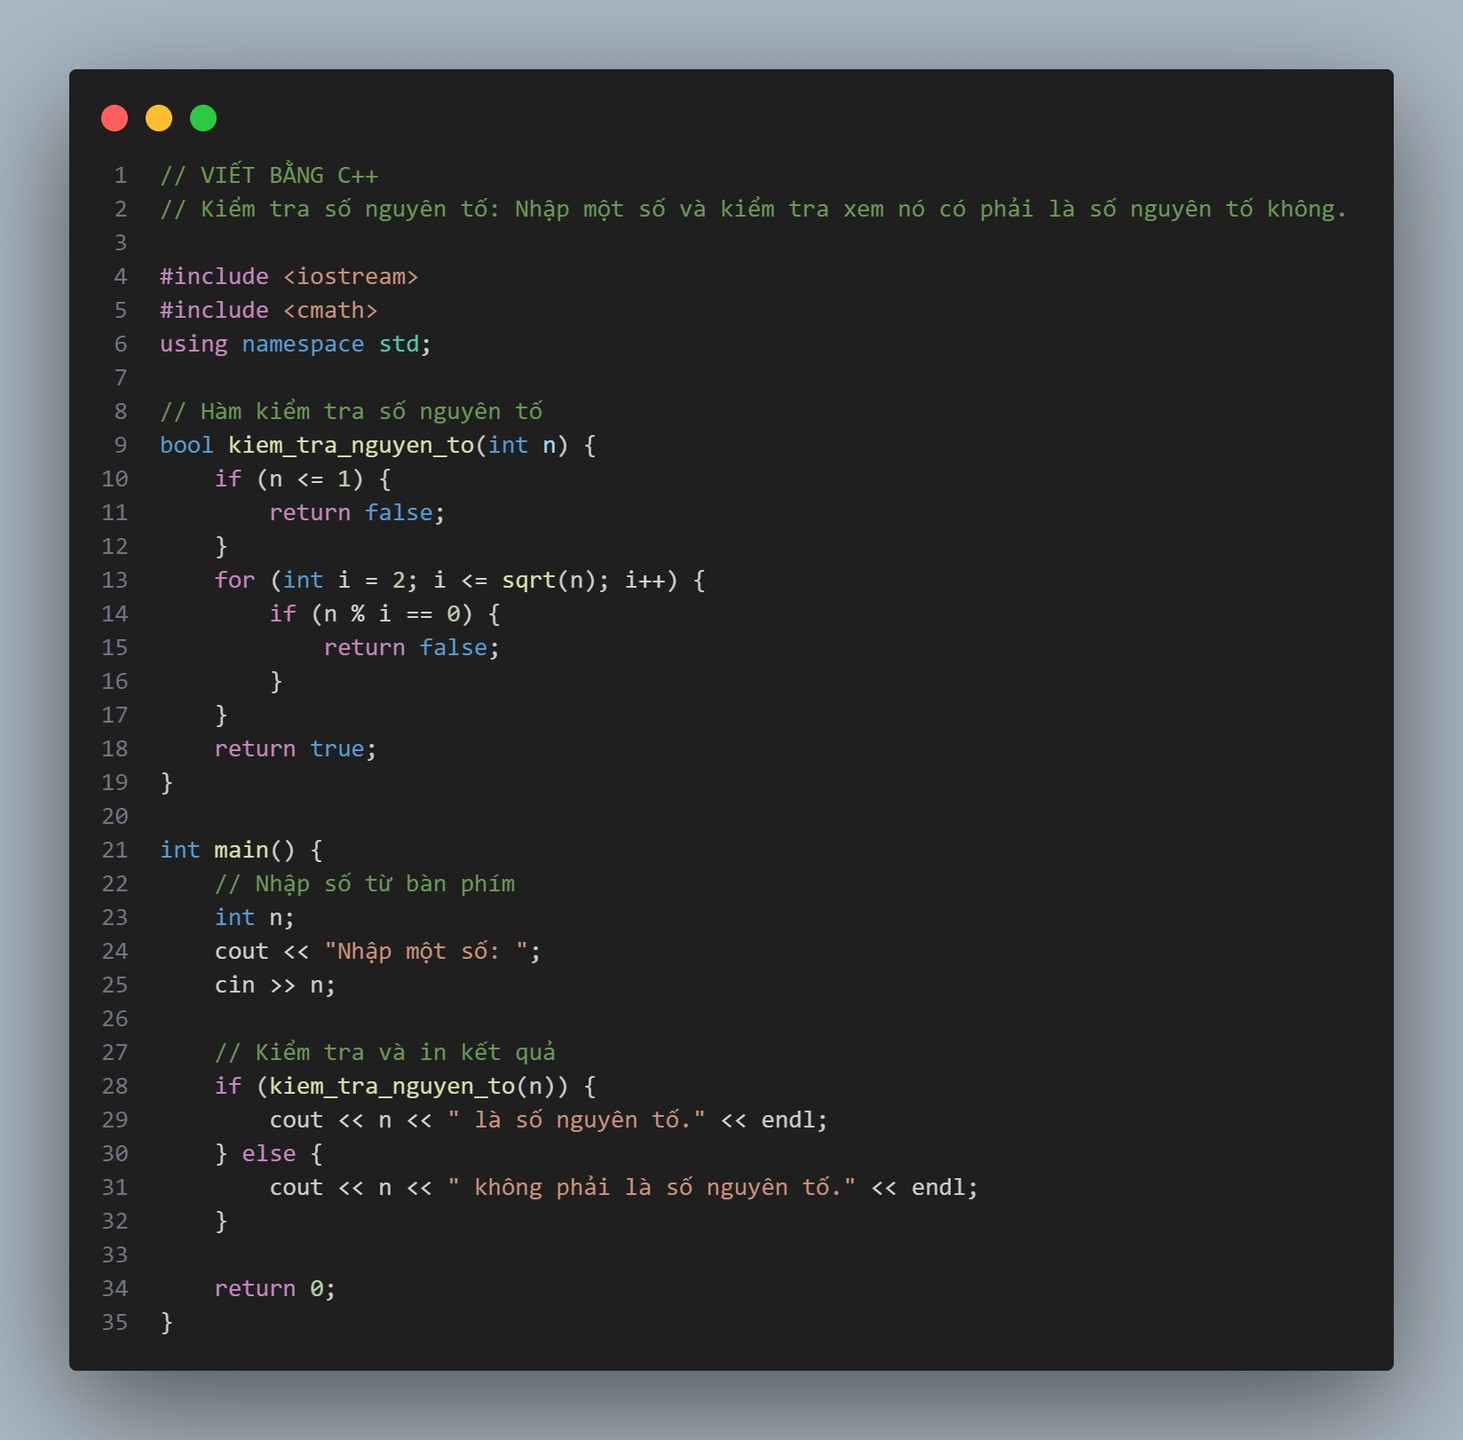 1 // VIẾT BẰNG C++
2 // Kiểm tra số nguyên tố: Nhập một số và kiểm tra xem nó có phải là số nguyên tố không.
3
4 #include <iostream>
5 #include <cmath>
6 using namespace std;
7
8 // Hàm kiểm tra số nguyên tố
9 bool kiem_tra_nguyen_to(int n) {
10     if (n <= 1) {
11         return false;
12     }
13     for (int i = 2; i <= sqrt(n); i++) {
14         if (n % i == 0) {
15             return false;
16         }
17     }
18     return true;
19 }
20
21 int main() {
22     // Nhập số từ bàn phím
23     int n;
24     cout << "Nhập một số: ";
25     cin >> n;
26
27     // Kiểm tra và in kết quả
28     if (kiem_tra_nguyen_to(n)) {
29         cout << n << " là số nguyên tố." << endl;
30     } else {
31         cout << n << " không phải là số nguyên tố." << endl;
32     }
33
34     return 0;
35 }